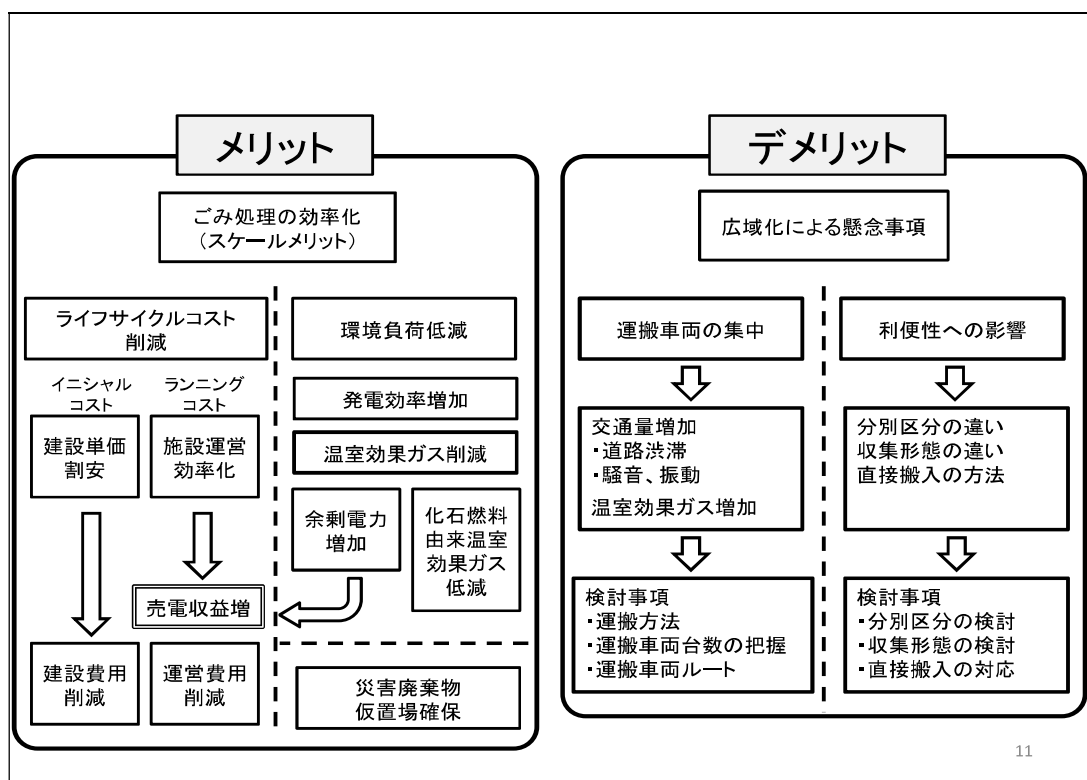 メリット
ごみ処理の効率化
(スケールメリット)
ライフサイクルコスト
削減
イニシャル
コスト
建設単価
割安
ランニング
コスト
施設運営
効率化
売電収益増
建設費用
削減
運営費用
削減
環境負荷低減
発電効率増加
温室効果ガス削減
余剰電力
増加
化石燃料
由来温室
効果ガス
低減
災害廃棄物
仮置場確保
デメリット
広域化による懸念事項
運搬車両の集中
交通量増加
・道路渋滞
・騒音、振動
温室効果ガス増加
検討事項
・運搬方法
・運搬車両台数の把握
・運搬車両ルート
利便性への影響
分別区分の違い
収集形態の違い
直接搬入の方法
検討事項
・分別区分の検討
・収集形態の検討
・直接搬入の対応
11